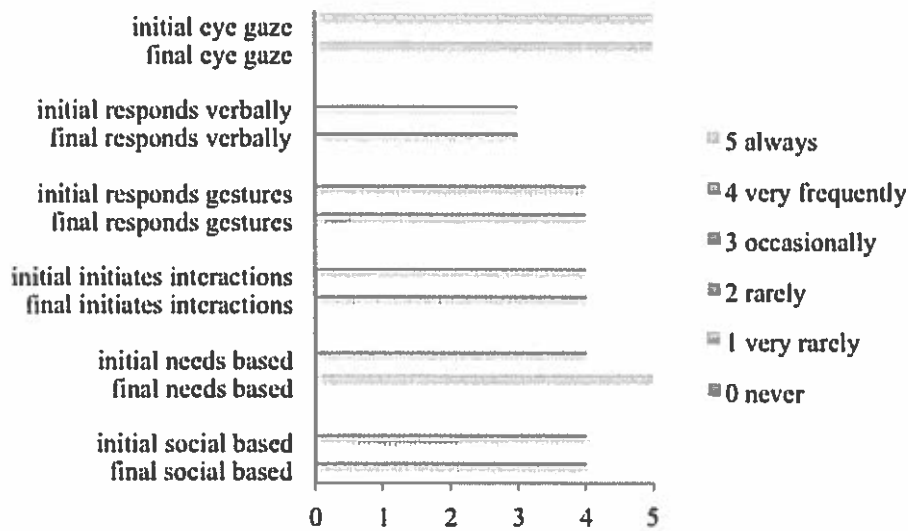 initial eye gaze
final eye gaze
initial responds verbally
final responds verbally
initial responds gestures
final responds gestures
initial initiates interactions
final initiates interactions
initial needs based
final needs based
initial social based
final social based
0 1 2 3 4 5
5 always
4 very frequently
3 occasionally
2 rarely
1 very rarely
0 never